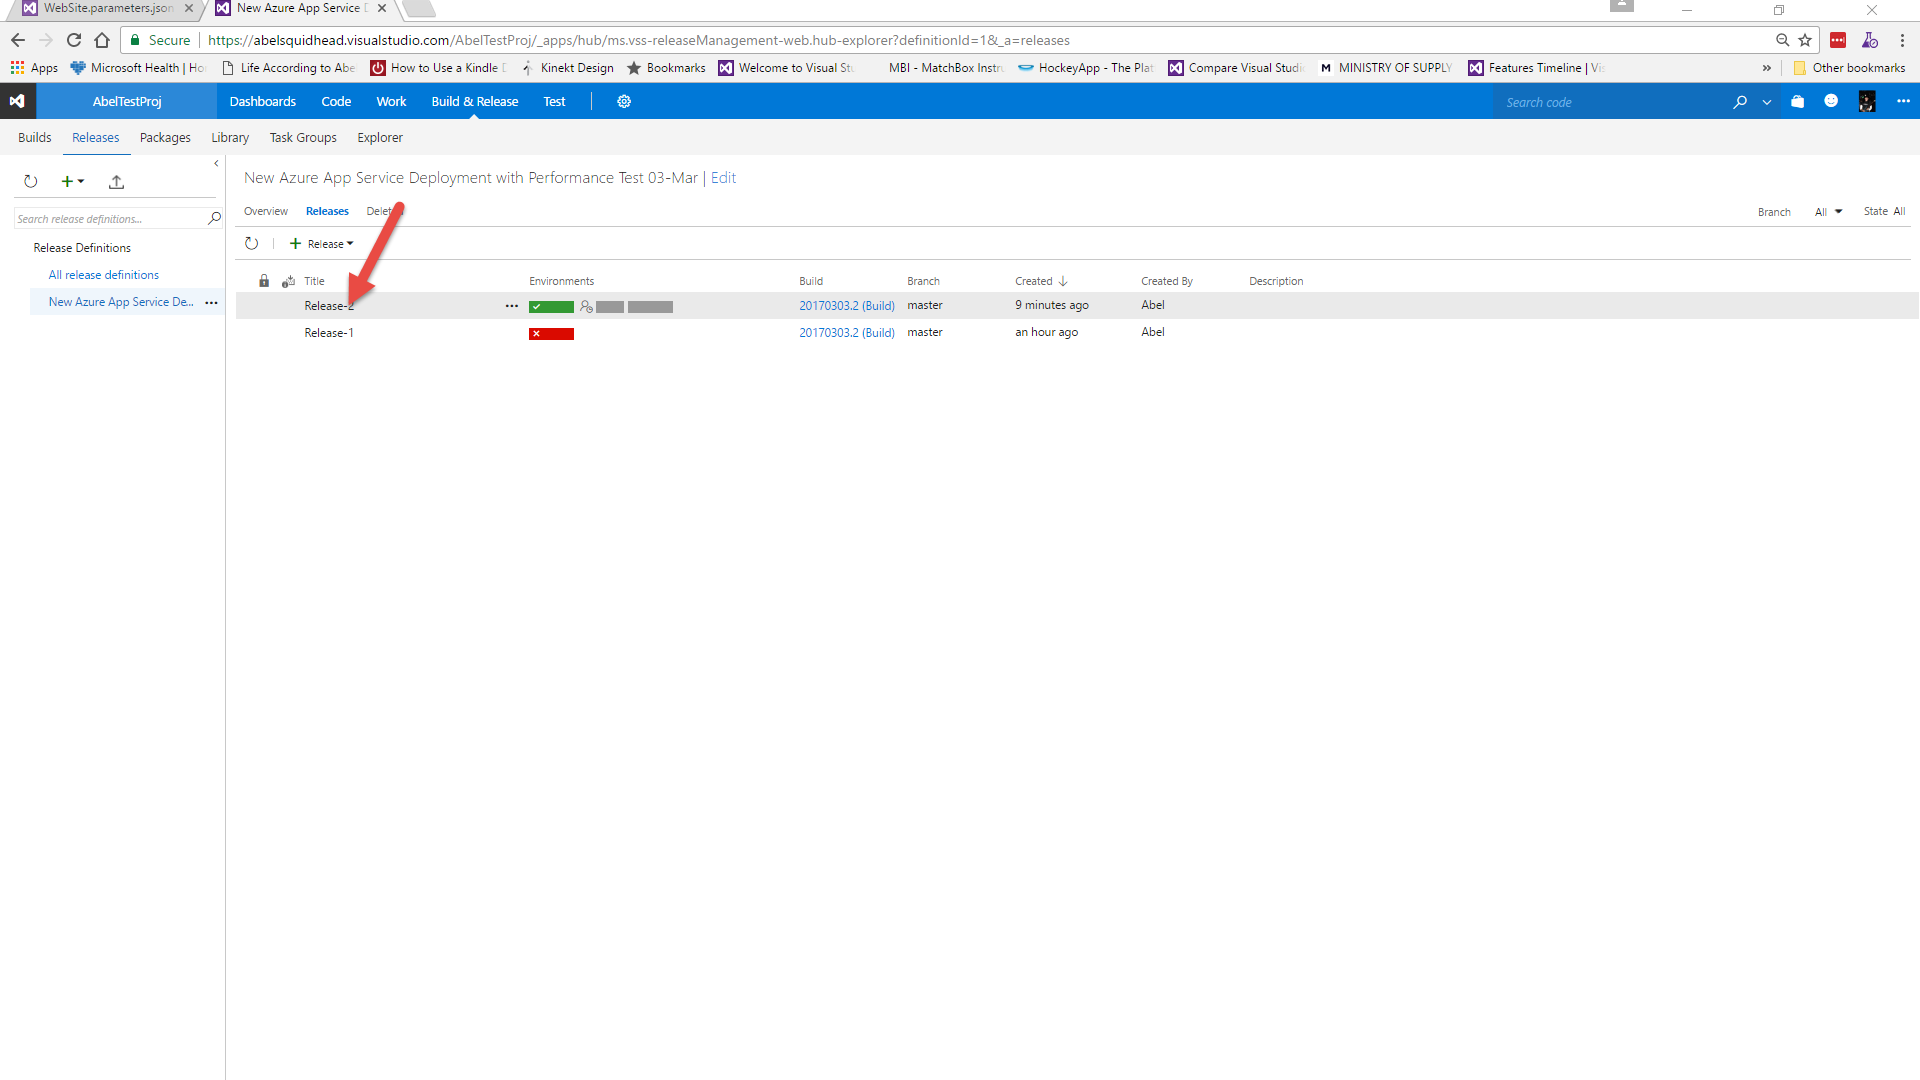 WebSite.parameters.json
New Azure App Service D
Secure https://abelsquidhead.visualstudio.com/AbelTestProj/_apps/hub/ms.vss-releaseManagement-web.hub-explorer?definitionId=1&_a=releases
Apps Microsoft Health | Ho Life According to Abe How to Use a Kindle D Kinekt Design Bookmarks Welcome to Visual Stu MBI - MatchBox Instru HockeyApp - The Plat Compare Visual Studio MINISTRY OF SUPPLY Features Timeline | Vis » Other bookmarks
AbelTestProj Dashboards Code Work Build & Release Test Search code
Builds Releases Packages Library Task Groups Explorer
New Azure App Service Deployment with Performance Test 03-Mar | Edit
Overview Releases Branch All State All
Search release definitions...
Release
Release Definitions
All release definitions
New Azure App Service De... ...
Title Environments Build Branch Created Created By Description
Release-2 ... 20170303.2 (Build) master 9 minutes ago Abel
Release-1 20170303.2 (Build) master an hour ago Abel